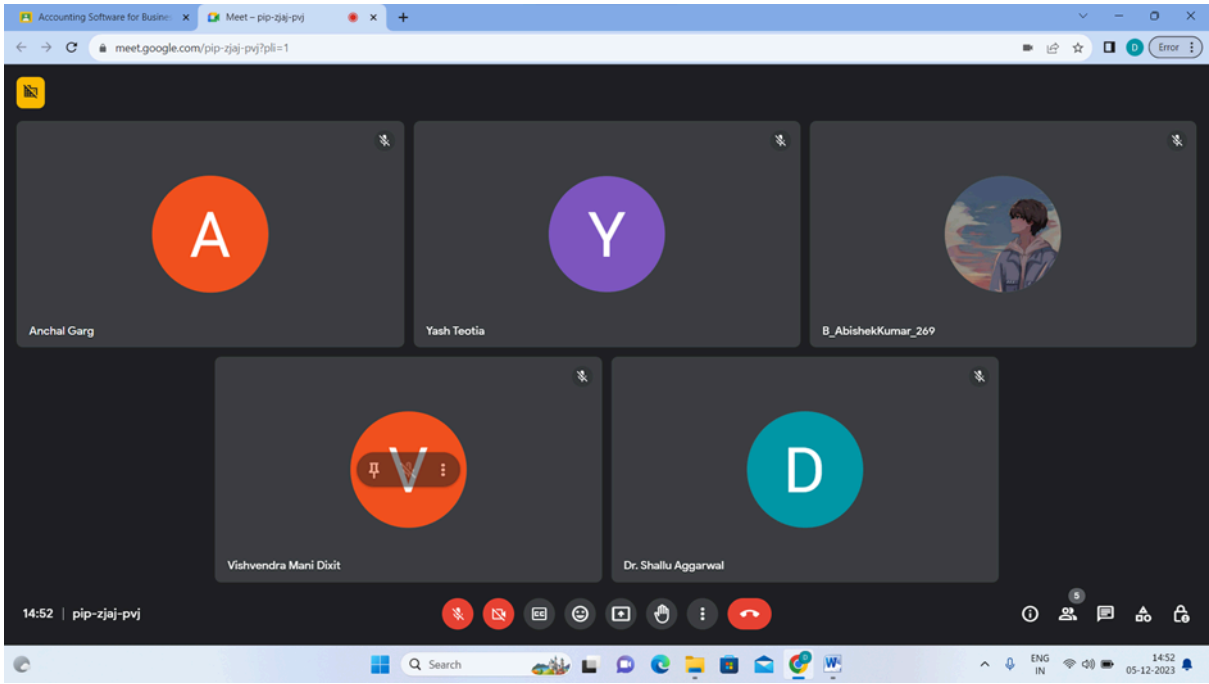 Accounting Software for Busines
Meet – pip-zjaj-pvj
meet.google.com/pip-zjaj-pvj?pli=1
D
Error
A
Anchal Garg
Y
Yash Teotia
B_AbishekKumar_269
V
Vishvendra Mani Dixit
D
Dr. Shallu Aggarwal
14:52 | pip-zjaj-pvj
CC
5
Search
W
ENG
IN
14:52
05-12-2023